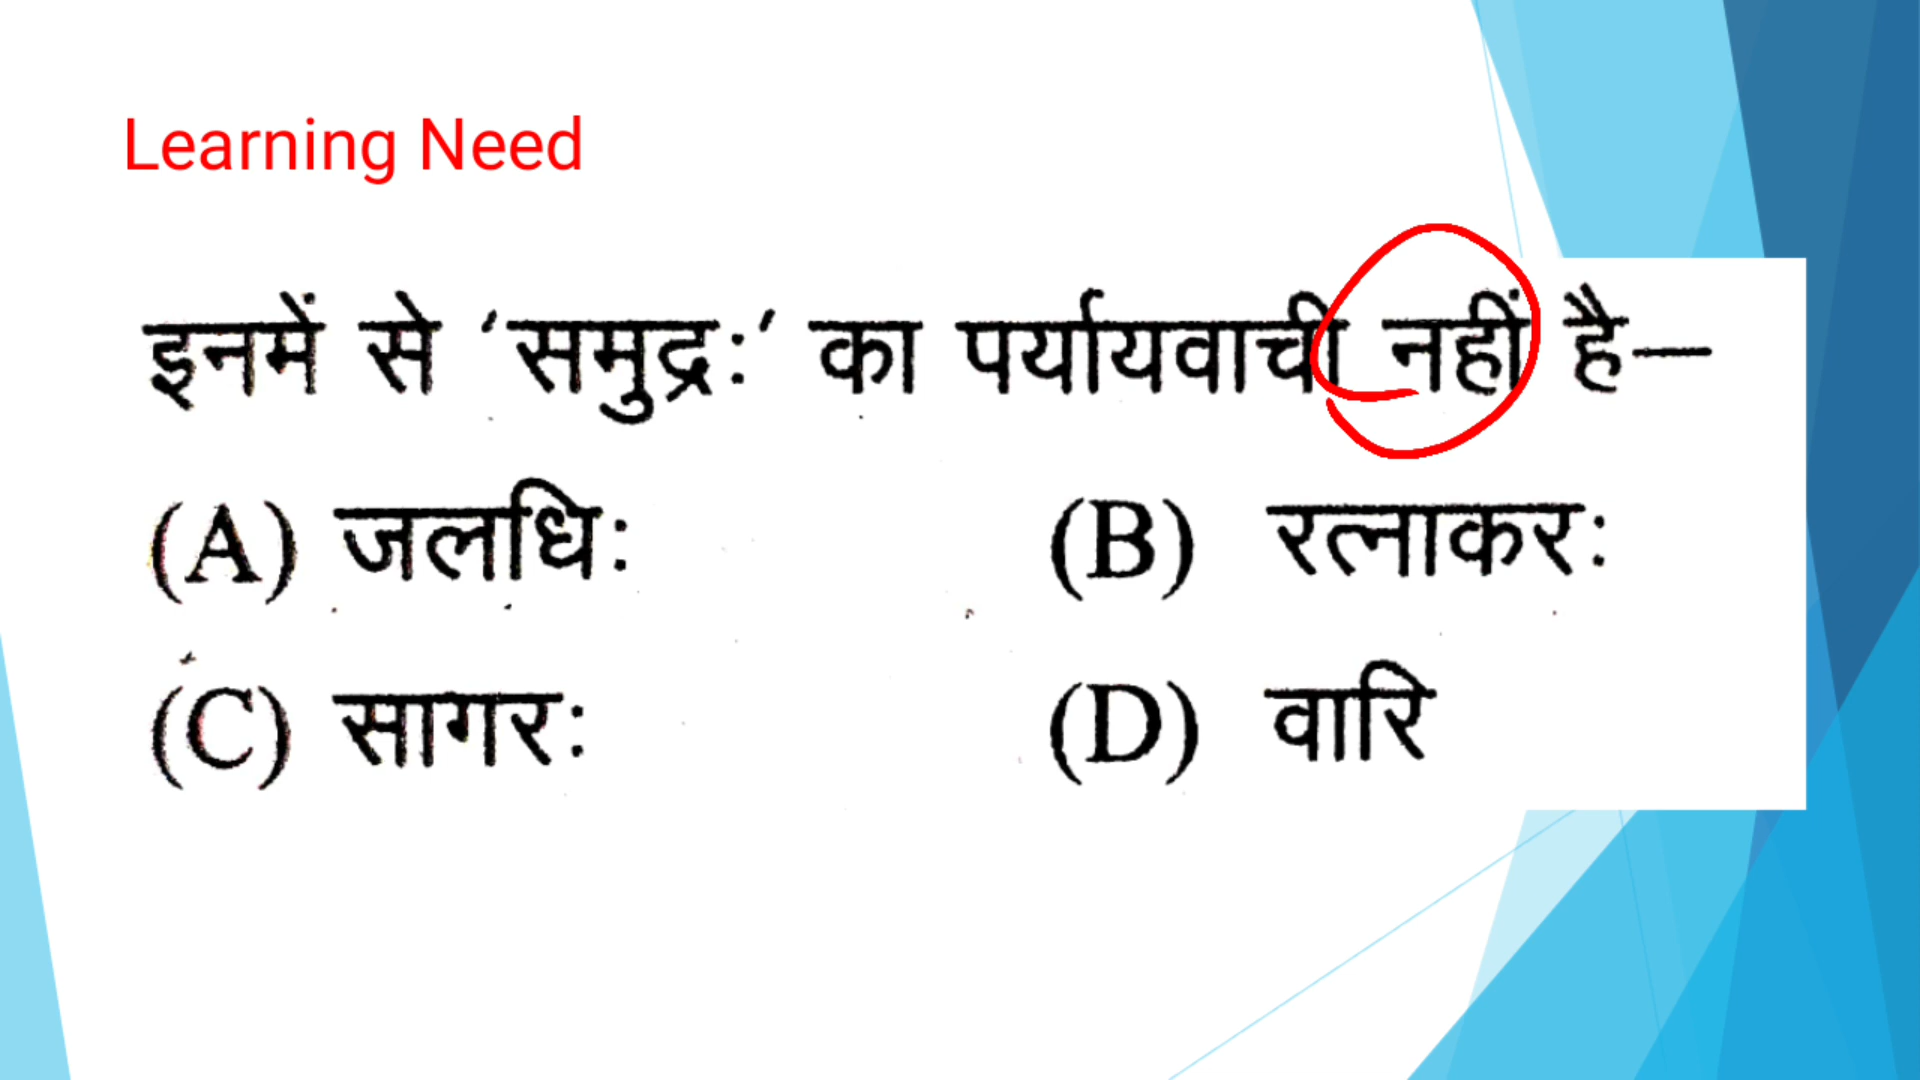 Learning Need
इनमें से ‘समुद्रः’ का पर्यायवाची नहीं है—
(A) जलधिः (B) रत्नाकरः
(C) सागरः (D) वारि